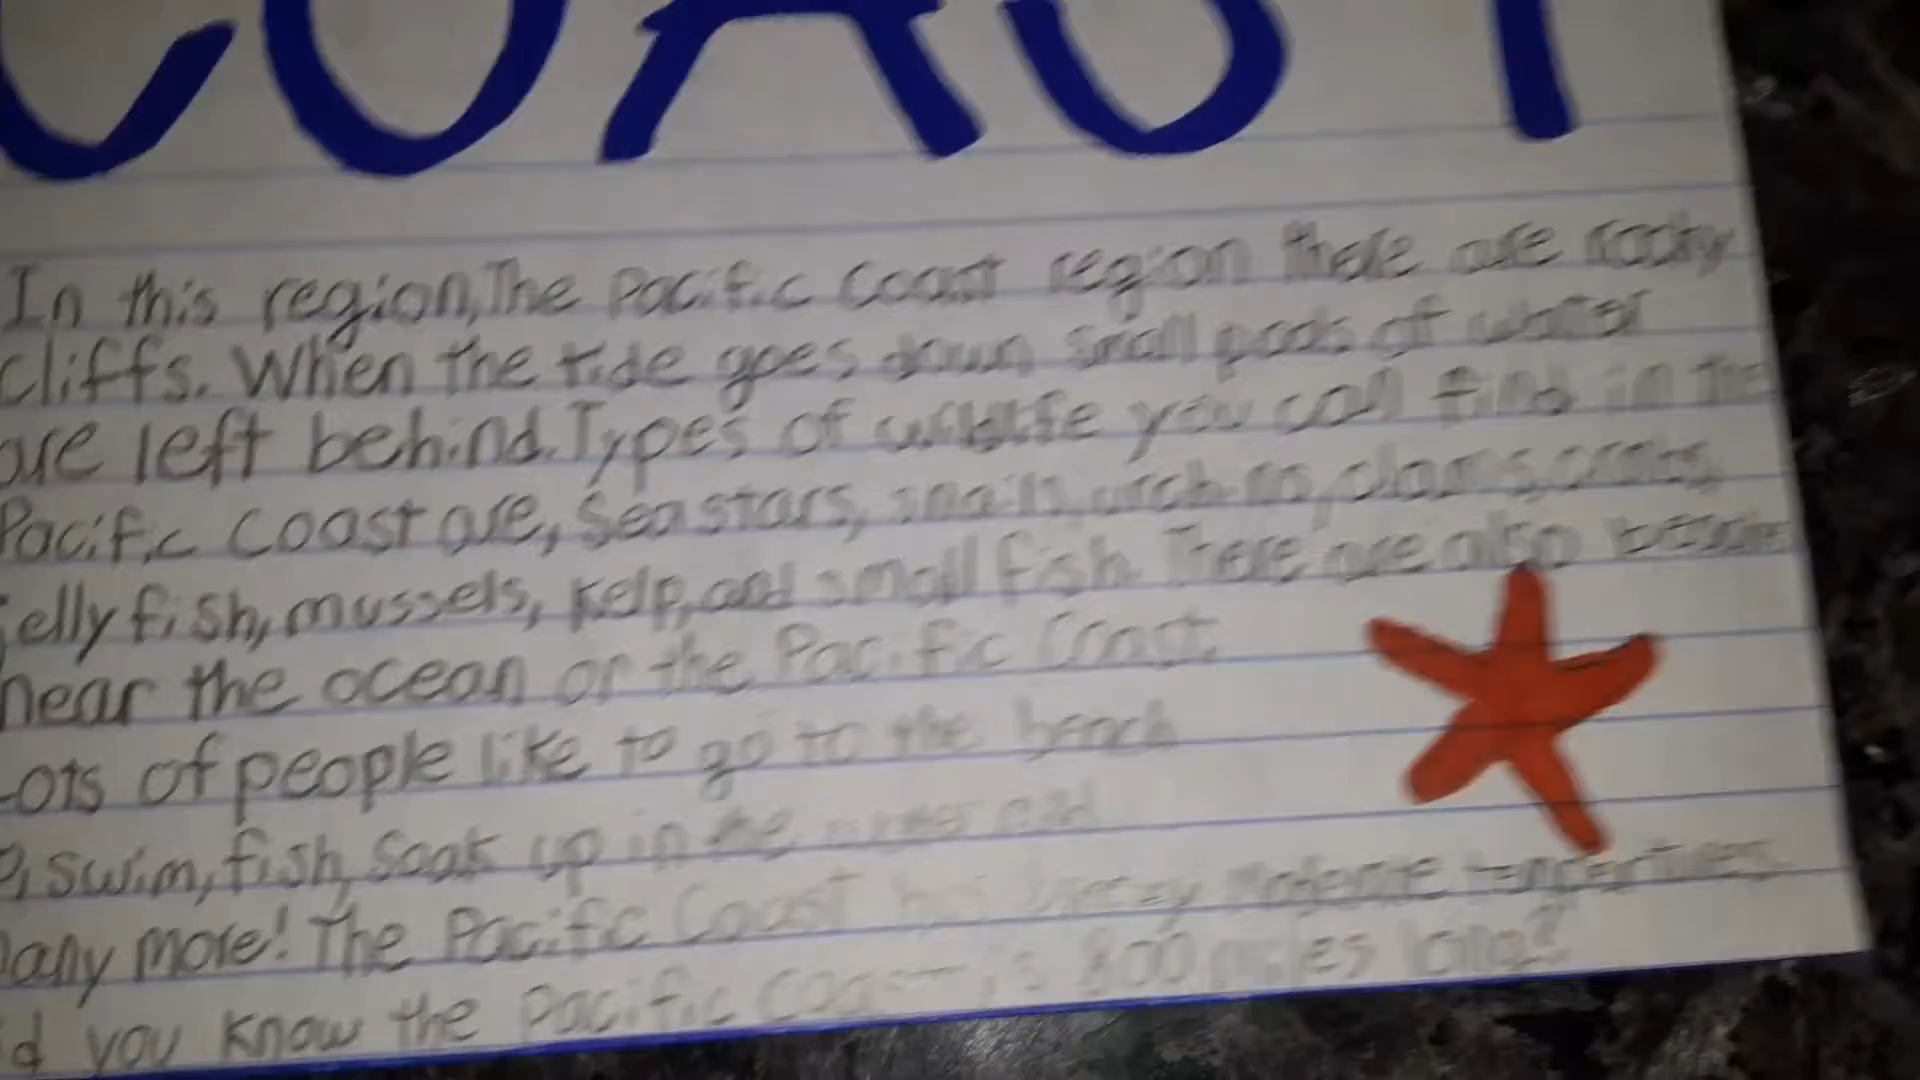 COAST
In this region, The Pacific Coast region there are rocky
cliffs. When the tide goes down small pools of water
are left behind. Types of wildlife you can find in the
Pacific Coast are, Sea stars, snails, urchins, clams, crabs,
jelly fish, mussels, kelp, and small fish. There are also
near the ocean or the Pacific Coast.
Lots of people like to go to the beach
swim, fish, soak up in the
many more! The Pacific Coast has breezy temperatures.
you know the Pacific Coast is 800 miles long?